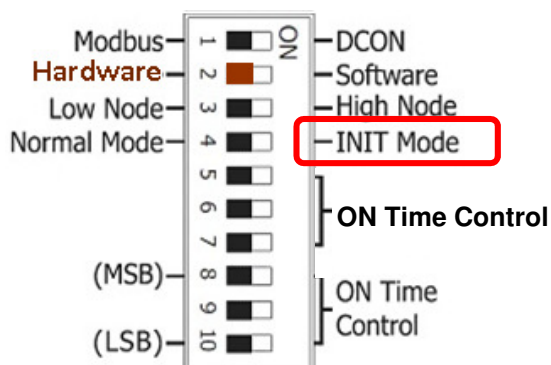 Modbus 1 ON DCON
Hardware 2 Software
Low Node 3 High Node
Normal Mode 4 INIT Mode
5
6 ON Time Control
7
(MSB) 8
9 ON Time
Control
(LSB) 10